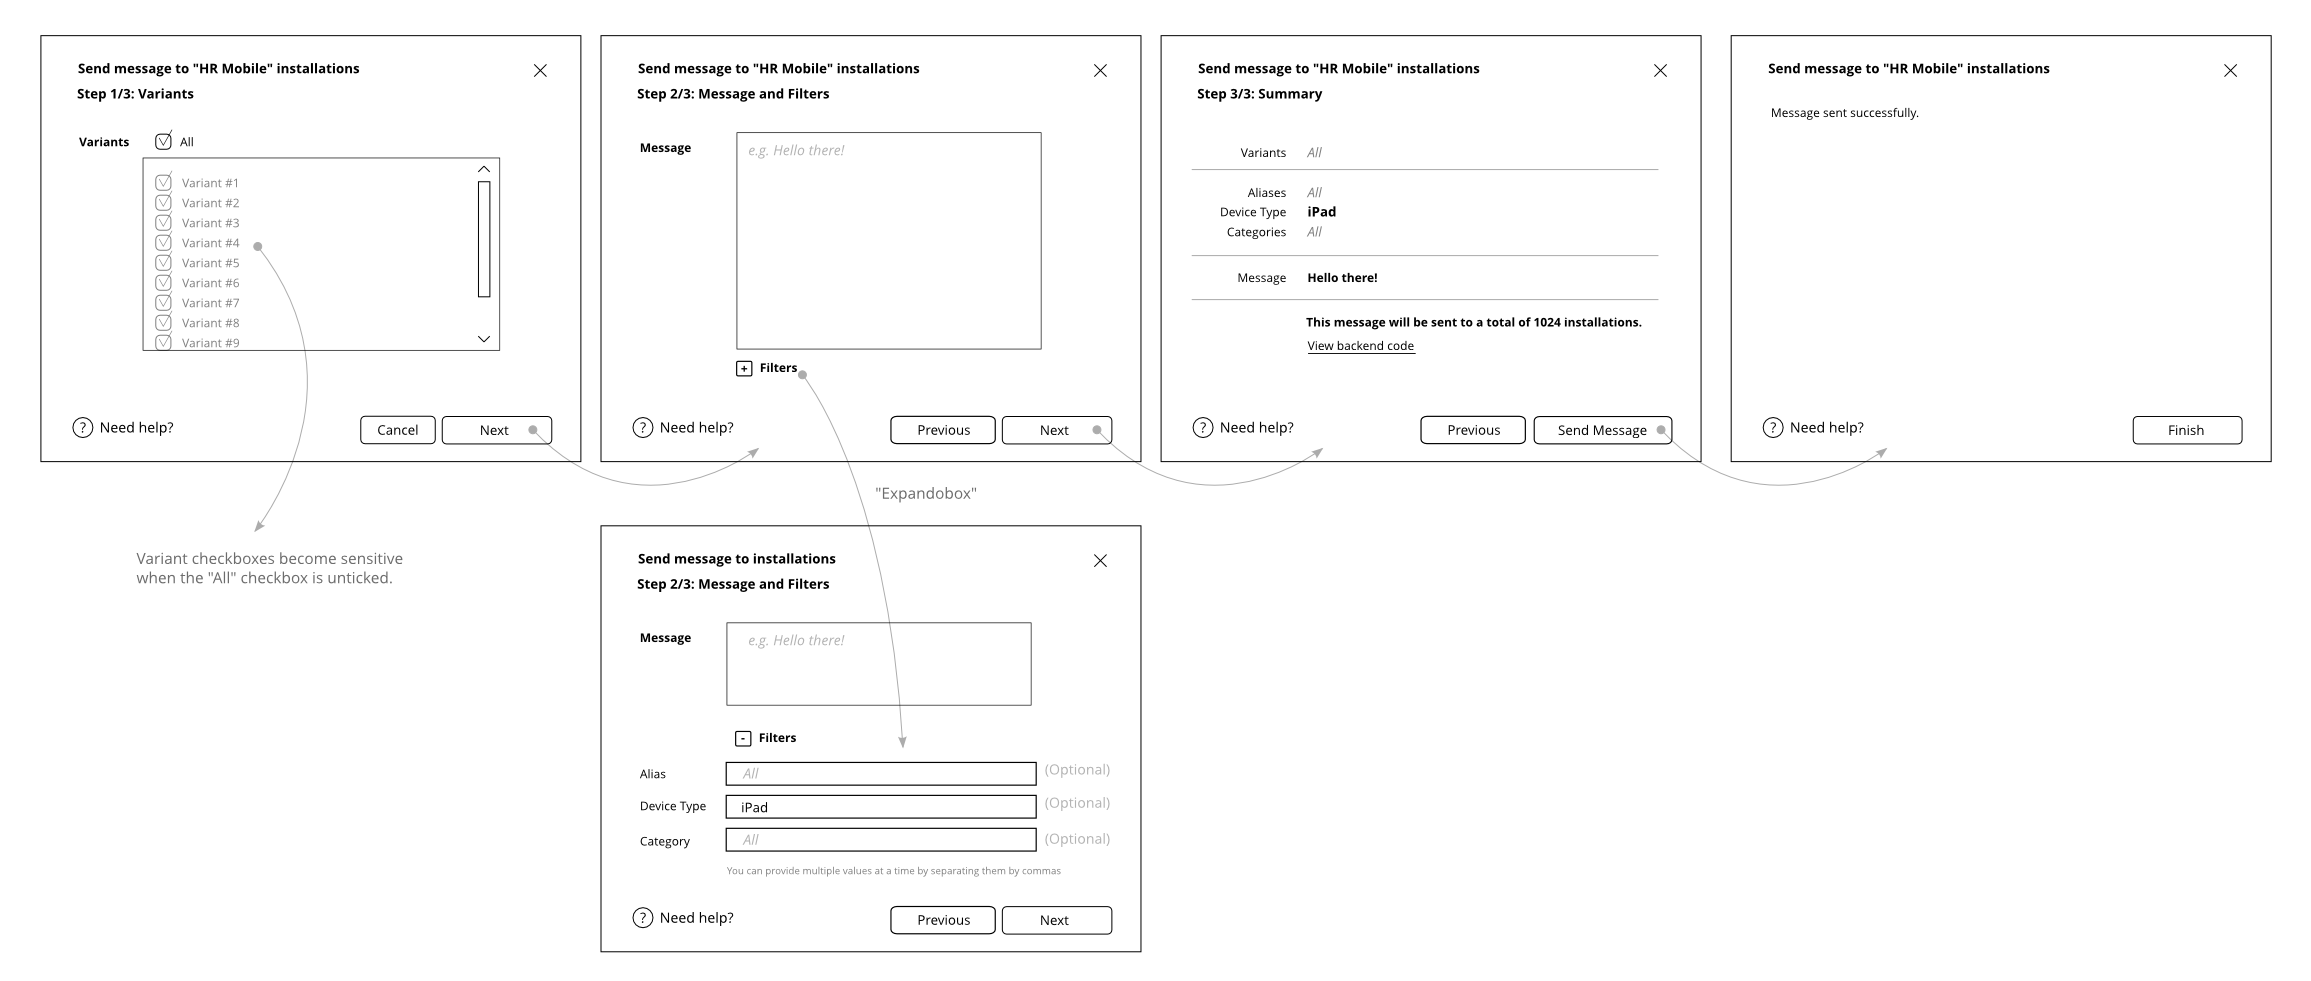 Send message to "HR Mobile" installations
Step 1/3: Variants
Variants
All
Variant #1
Variant #2
Variant #3
Variant #4
Variant #5
Variant #6
Variant #7
Variant #8
Variant #9
? Need help?
Cancel
Next
Variant checkboxes become sensitive
when the "All" checkbox is unticked.
Send message to "HR Mobile" installations
Step 2/3: Message and Filters
Message
e.g. Hello there!
+ Filters
? Need help?
Previous
Next
"Expandobox"
Send message to installations
Step 2/3: Message and Filters
Message
e.g. Hello there!
- Filters
Alias
All
(Optional)
Device Type
iPad
(Optional)
Category
All
(Optional)
You can provide multiple values at a time by separating them by commas
? Need help?
Previous
Next
Send message to "HR Mobile" installations
Step 3/3: Summary
Variants All
Aliases All
Device Type iPad
Categories All
Message Hello there!
This message will be sent to a total of 1024 installations.
View backend code
? Need help?
Previous
Send Message
Send message to "HR Mobile" installations
Message sent successfully.
? Need help?
Finish